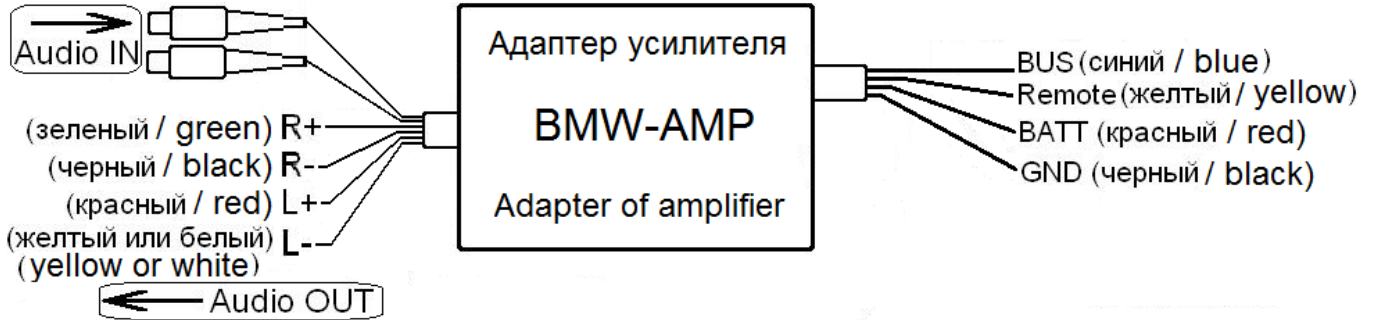 Audio IN
(зеленый / green) R+
(черный / black) R-
(красный / red) L+
(желтый или белый) L-
(yellow or white)
Audio OUT
Адаптер усилителя
BMW-AMP
Adapter of amplifier
BUS (синий / blue)
Remote (желтый / yellow)
BATT (красный / red)
GND (черный / black)